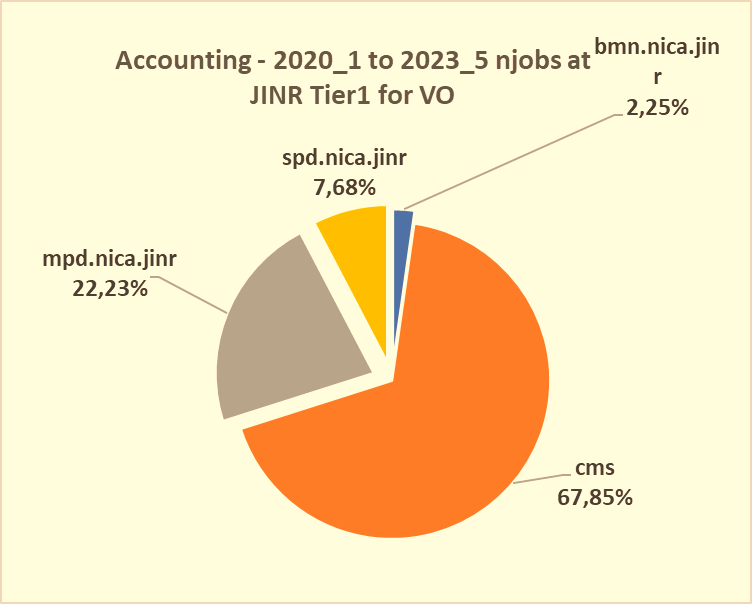 Accounting - 2020_1 to 2023_5 njobs at
JINR Tier1 for VO
bmn.nica.jin
r
2,25%
spd.nica.jinr
7,68%
mpd.nica.jinr
22,23%
cms
67,85%